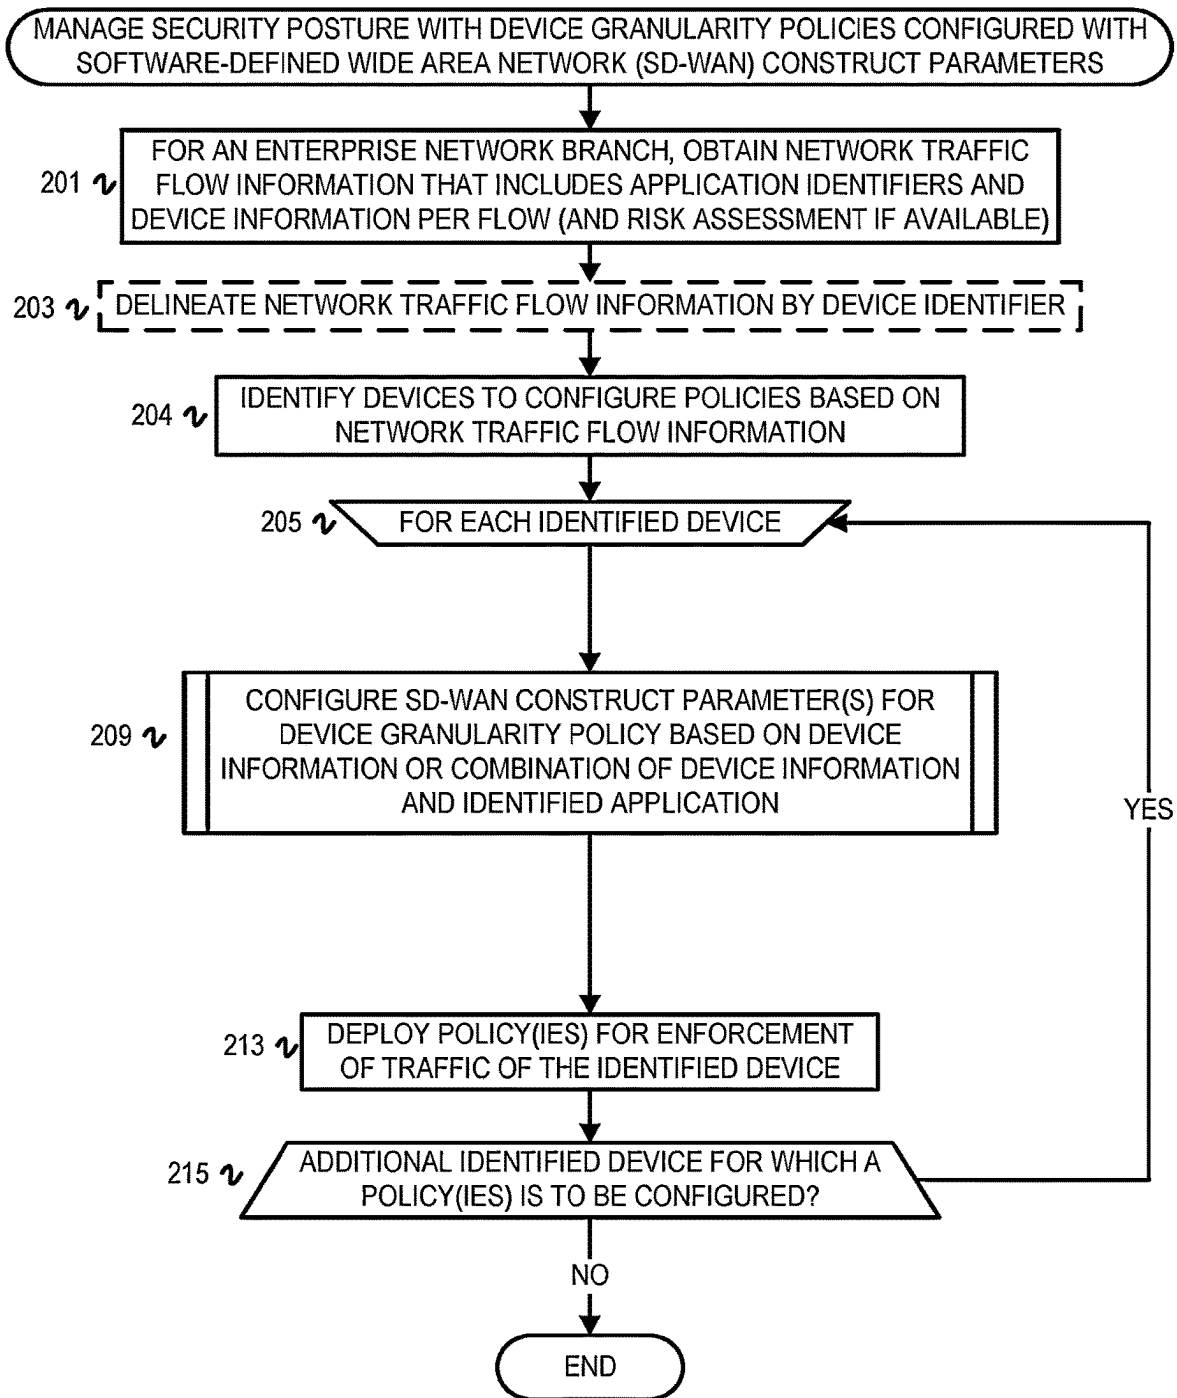 MANAGE SECURITY POSTURE WITH DEVICE GRANULARITY POLICIES CONFIGURED WITH
SOFTWARE-DEFINED WIDE AREA NETWORK (SD-WAN) CONSTRUCT PARAMETERS
201
FOR AN ENTERPRISE NETWORK BRANCH, OBTAIN NETWORK TRAFFIC
FLOW INFORMATION THAT INCLUDES APPLICATION IDENTIFIERS AND
DEVICE INFORMATION PER FLOW (AND RISK ASSESSMENT IF AVAILABLE)
203
DELINEATE NETWORK TRAFFIC FLOW INFORMATION BY DEVICE IDENTIFIER
204
IDENTIFY DEVICES TO CONFIGURE POLICIES BASED ON
NETWORK TRAFFIC FLOW INFORMATION
205
FOR EACH IDENTIFIED DEVICE
209
CONFIGURE SD-WAN CONSTRUCT PARAMETER(S) FOR
DEVICE GRANULARITY POLICY BASED ON DEVICE
INFORMATION OR COMBINATION OF DEVICE INFORMATION
AND IDENTIFIED APPLICATION
YES
213
DEPLOY POLICY(IES) FOR ENFORCEMENT
OF TRAFFIC OF THE IDENTIFIED DEVICE
215
ADDITIONAL IDENTIFIED DEVICE FOR WHICH A
POLICY(IES) IS TO BE CONFIGURED?
NO
END